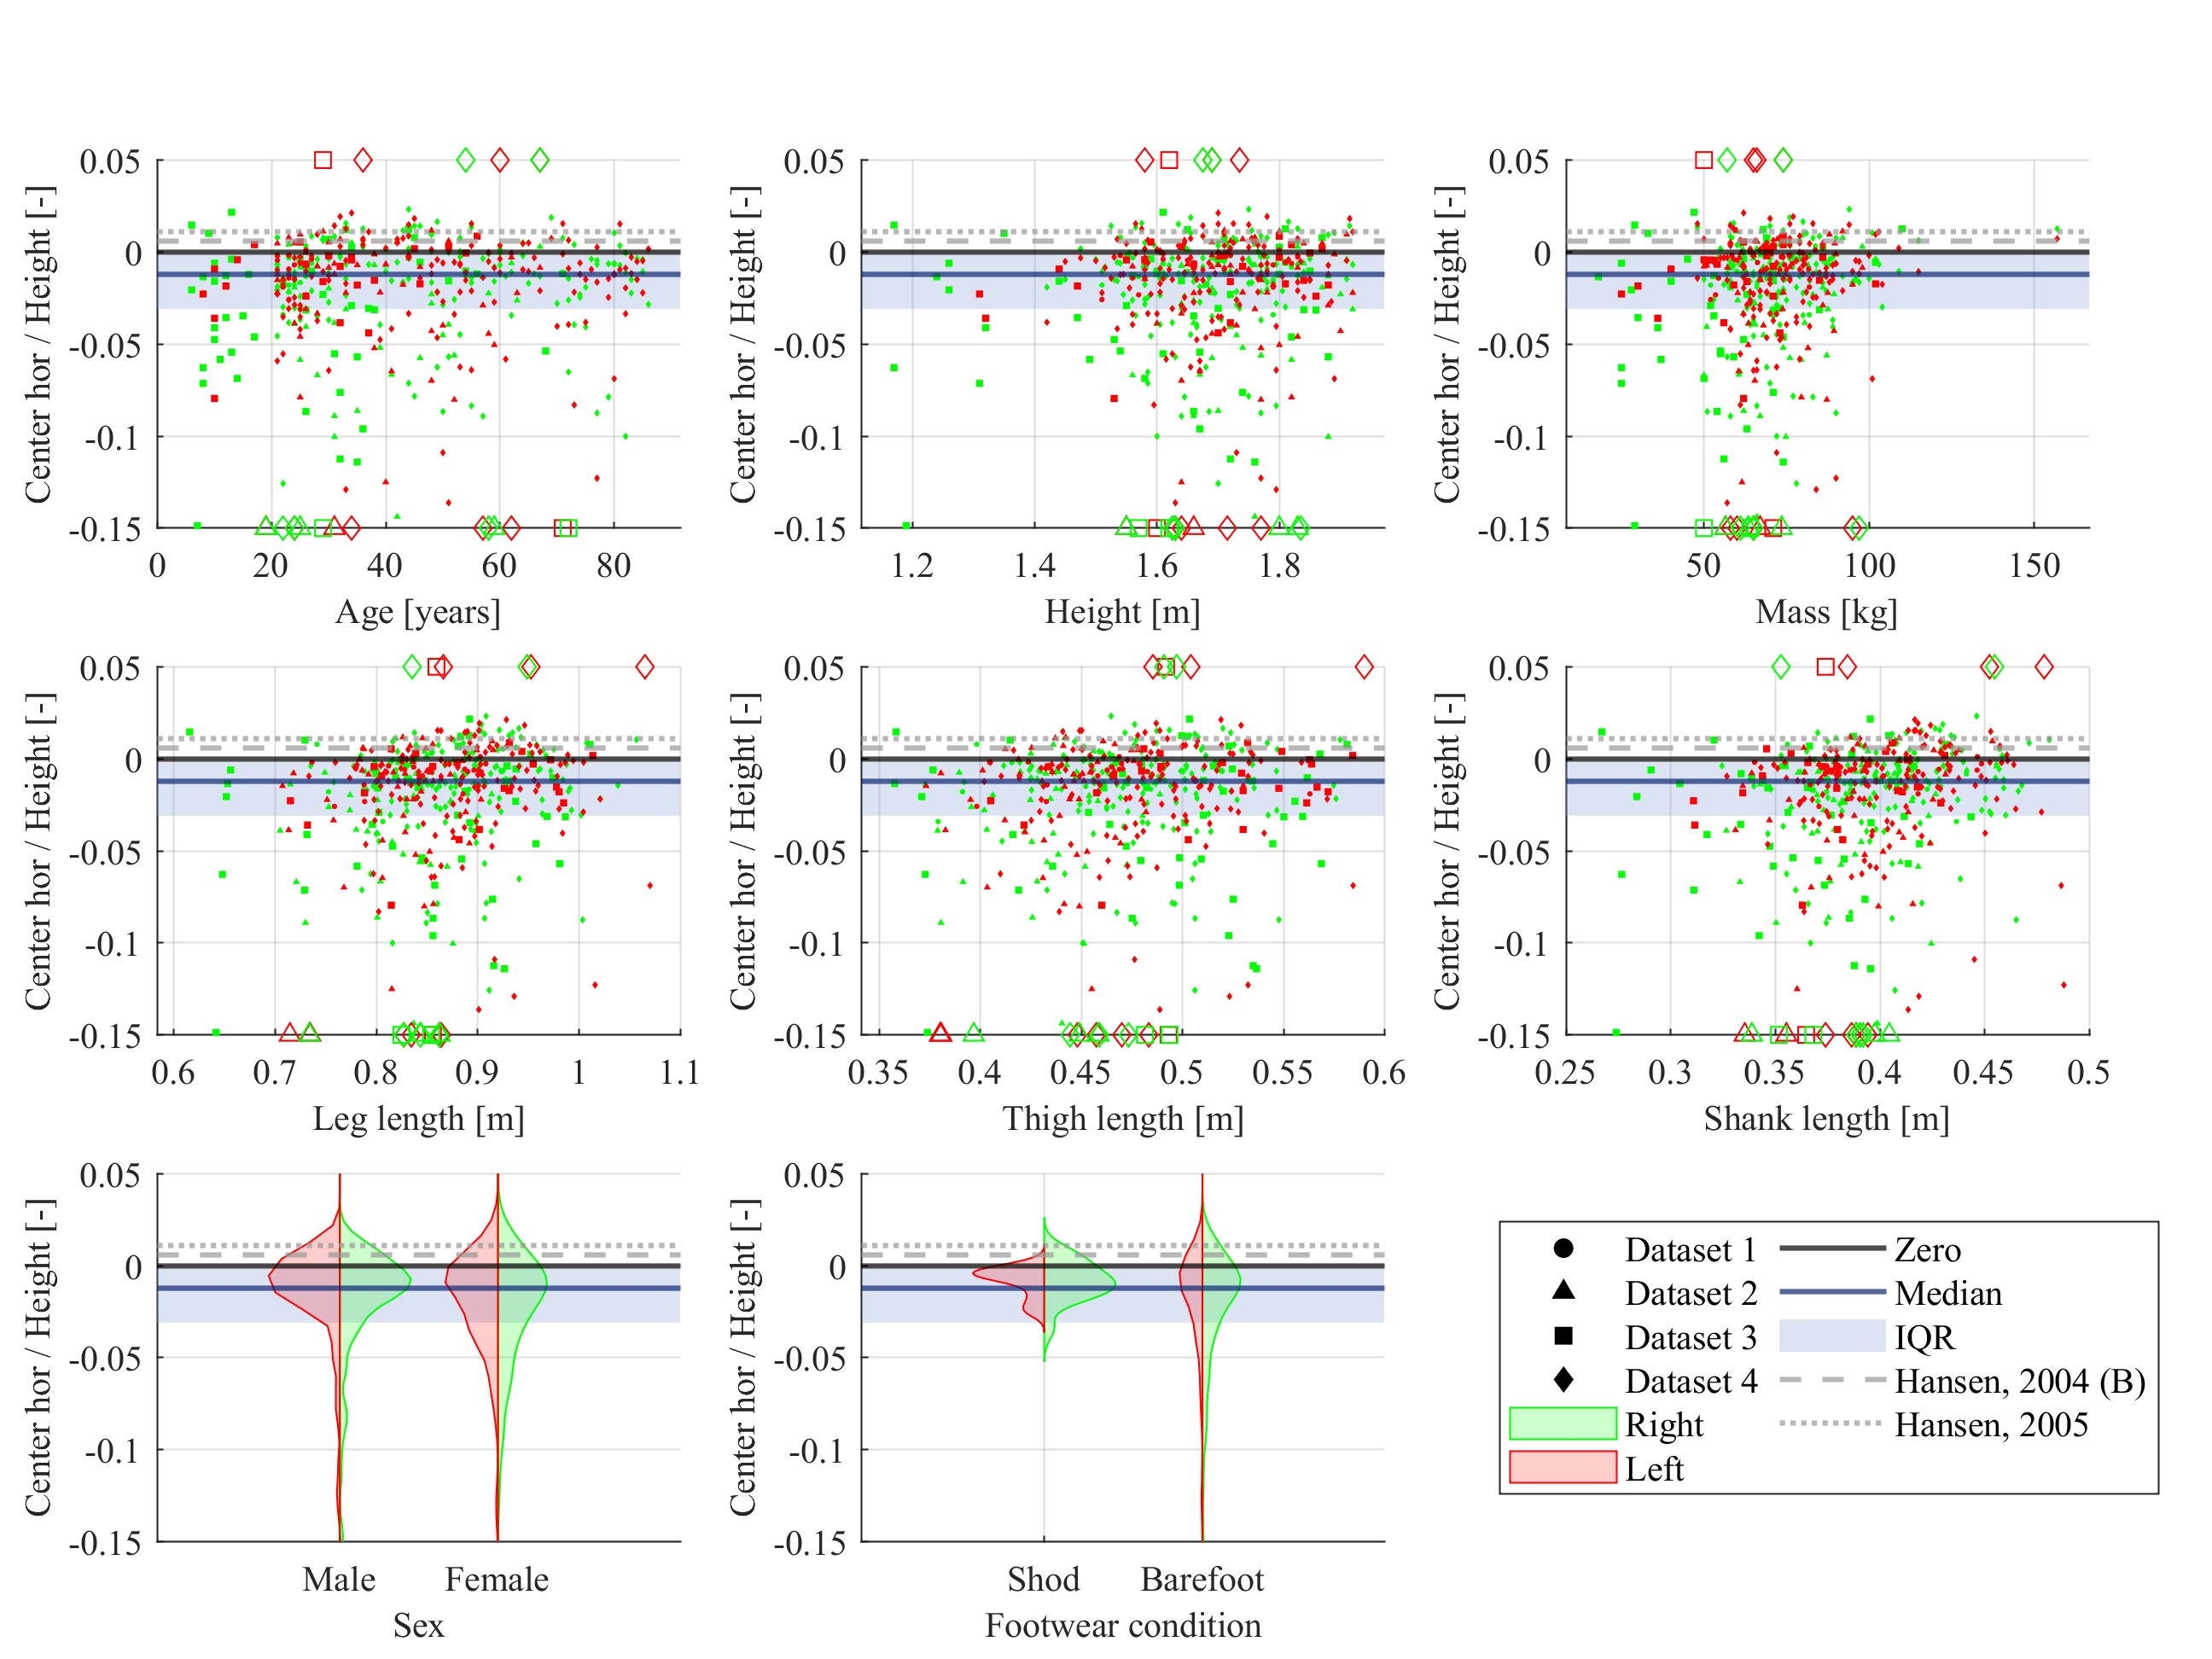 0.05
0
-0.05
-0.1
-0.15
0 20 40 60 80
Age [years]
Center hor / Height [-]
0.05
0
-0.05
-0.1
-0.15
1.2 1.4 1.6 1.8
Height [m]
Center hor / Height [-]
0.05
0
-0.05
-0.1
-0.15
50 100 150
Mass [kg]
Center hor / Height [-]
0.05
0
-0.05
-0.1
-0.15
0.6 0.7 0.8 0.9 1 1.1
Leg length [m]
Center hor / Height [-]
0.05
0
-0.05
-0.1
-0.15
0.35 0.4 0.45 0.5 0.55 0.6
Thigh length [m]
Center hor / Height [-]
0.05
0
-0.05
-0.1
-0.15
0.25 0.3 0.35 0.4 0.45 0.5
Shank length [m]
Center hor / Height [-]
0.05
0
-0.05
-0.1
-0.15
Male Female
Sex
Center hor / Height [-]
0.05
0
-0.05
-0.1
-0.15
Shod Barefoot
Footwear condition
Center hor / Height [-]
Dataset 1
Dataset 2
Dataset 3
Dataset 4
Right
Left
Zero
Median
IQR
Hansen, 2004 (B)
Hansen, 2005